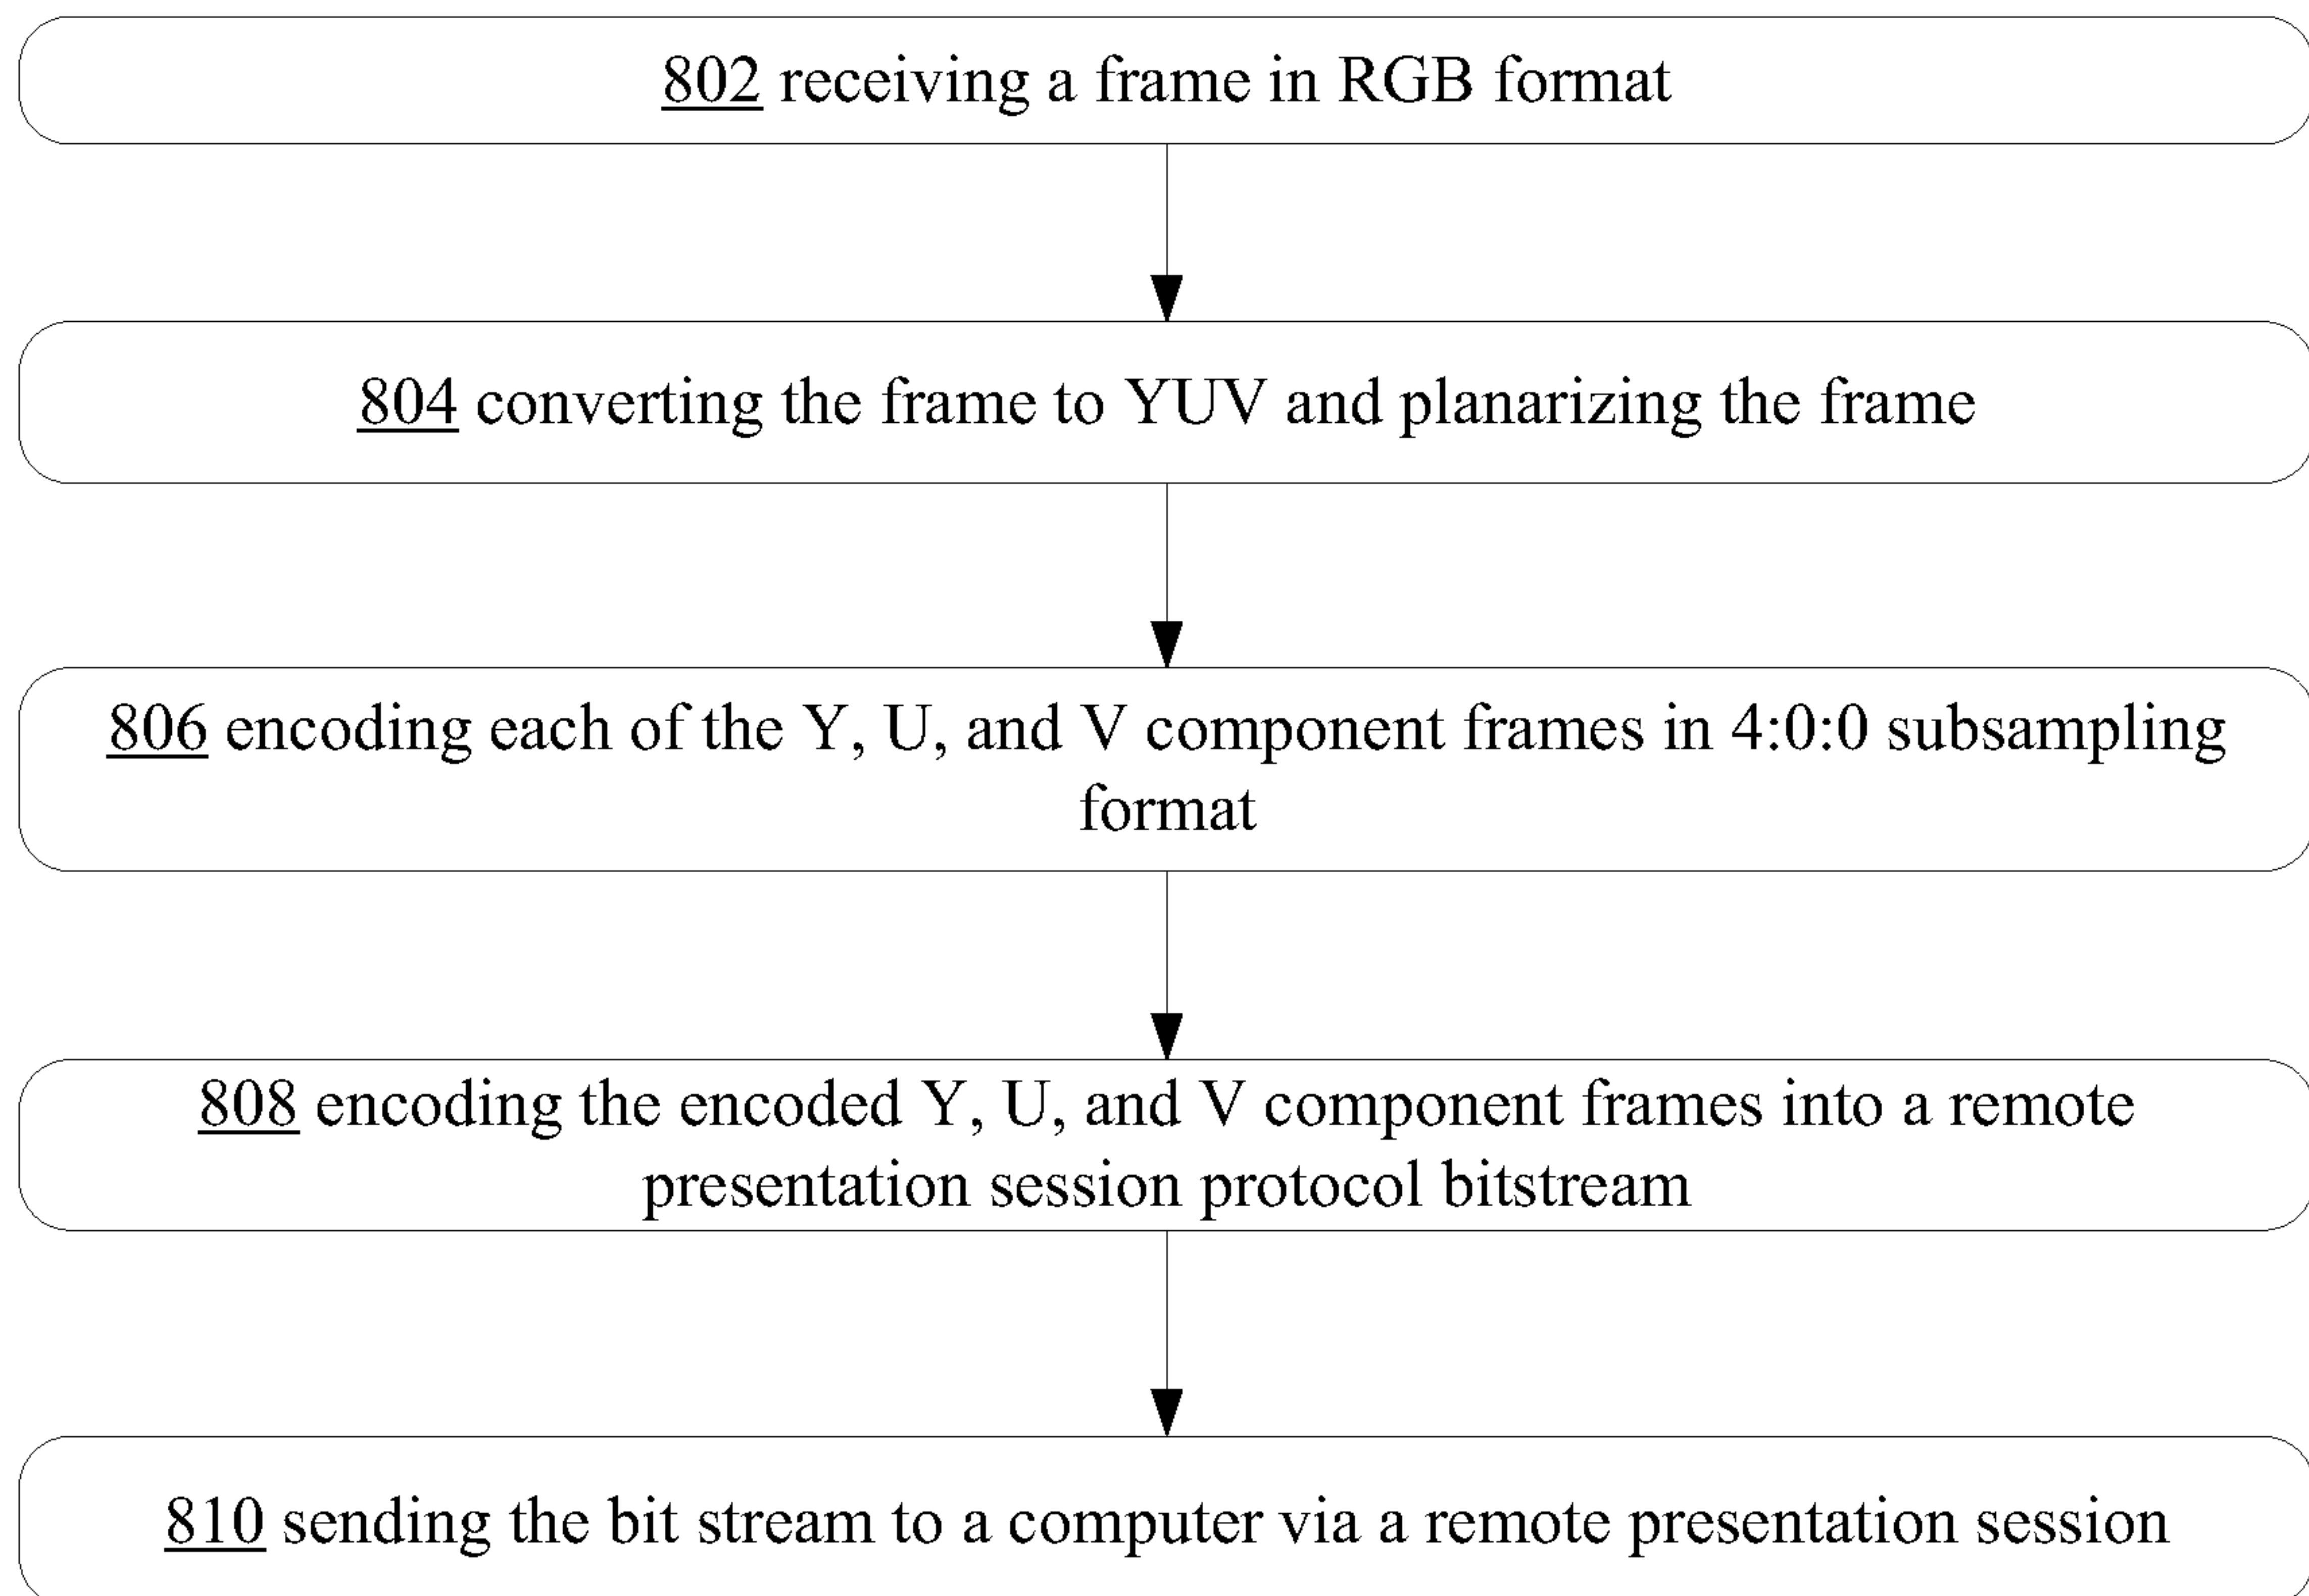 802 receiving a frame in RGB format
804 converting the frame to YUV and planarizing the frame
806 encoding each of the Y, U, and V component frames in 4:0:0 subsampling
format
808 encoding the encoded Y, U, and V component frames into a remote
presentation session protocol bitstream
810 sending the bit stream to a computer via a remote presentation session